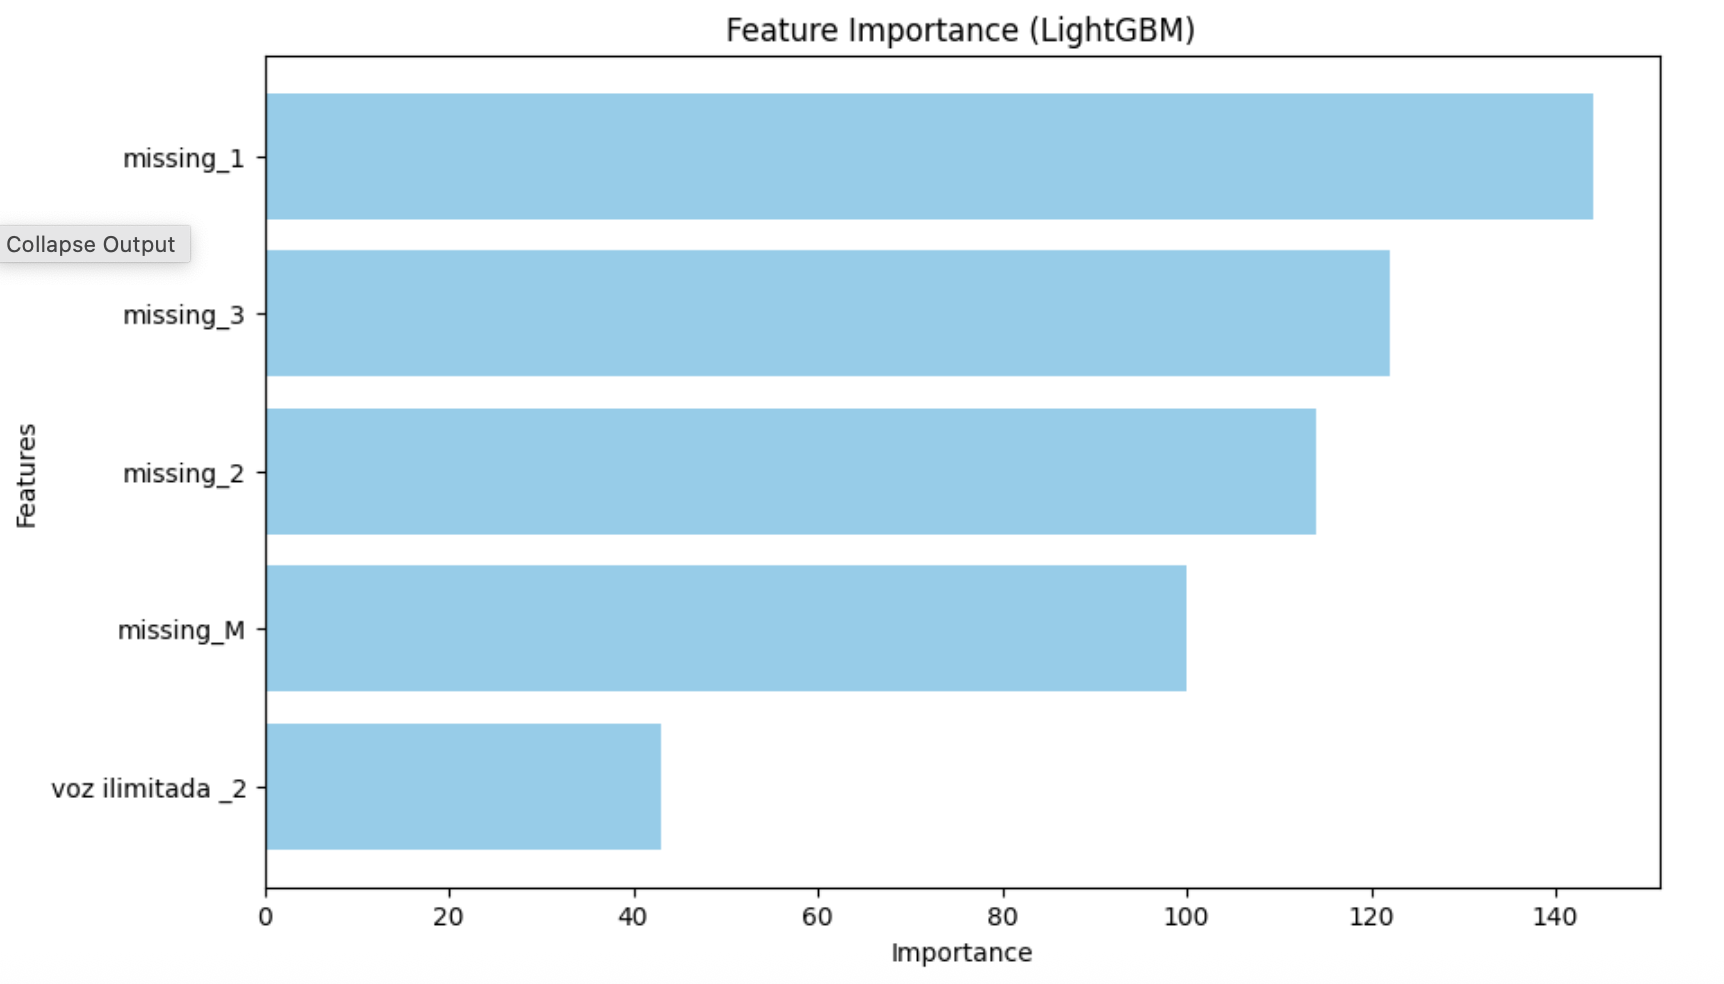 Feature Importance (LightGBM)
missing_1
Collapse Output
missing_3
missing_2
missing_M
voz ilimitada _2
Features
0 20 40 60 80 100 120 140
Importance